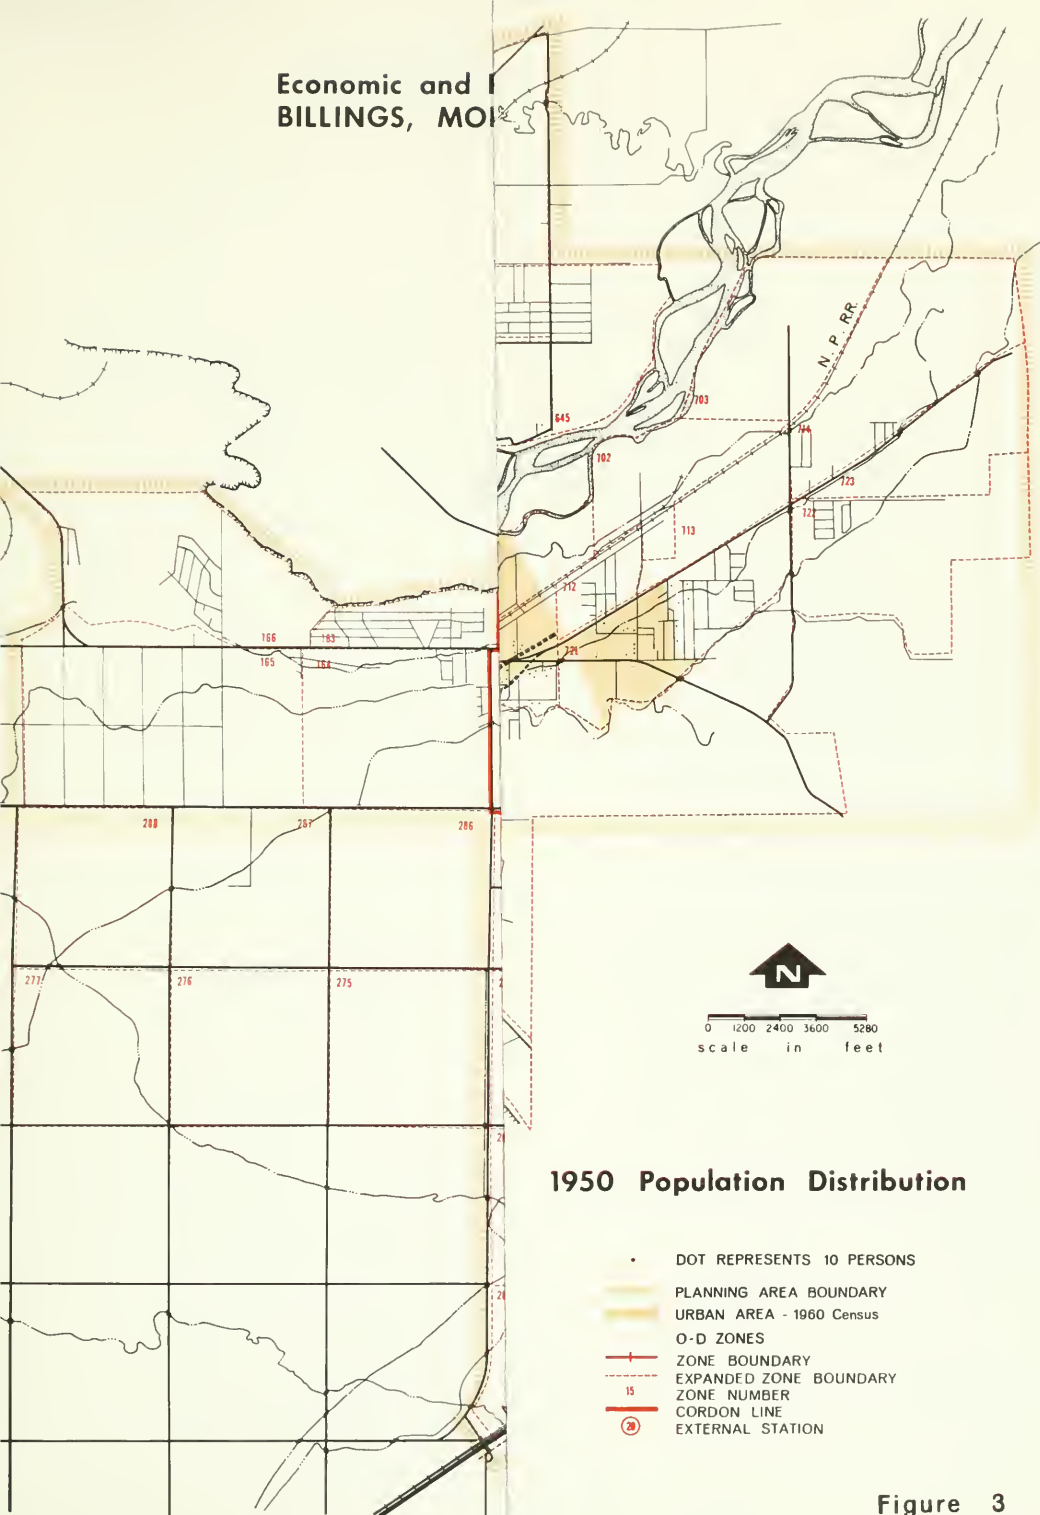 Economic and
BILLINGS, MO
N. P. RR.
645
703
702
714
723
722
713
712
721
166
163
165
164
288
287
286
277
276
275
N
0 1200 2400 3600 5280
scale in feet
1950 Population Distribution
DOT REPRESENTS 10 PERSONS
PLANNING AREA BOUNDARY
URBAN AREA - 1960 Census
O-D ZONES
ZONE BOUNDARY
EXPANDED ZONE BOUNDARY
15 ZONE NUMBER
CORDON LINE
20 EXTERNAL STATION
Figure 3